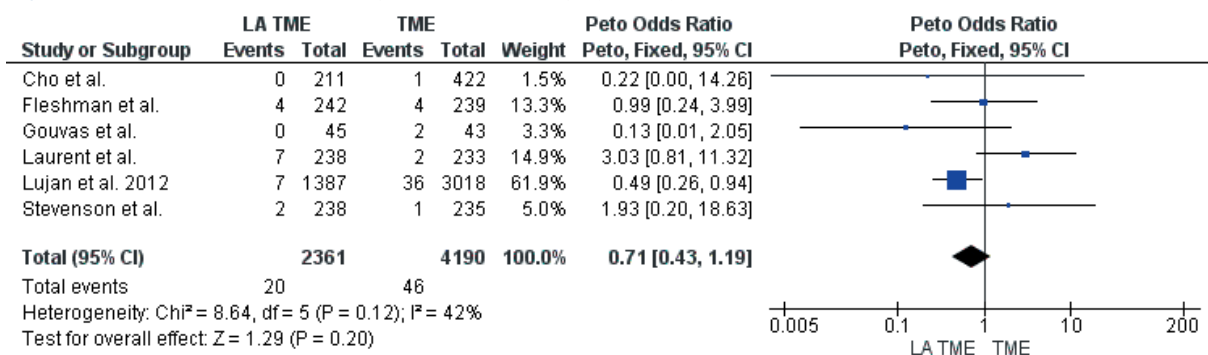 LA TME TME Peto Odds Ratio Peto Odds Ratio
Study or Subgroup Events Total Events Total Weight Peto, Fixed, 95% CI Peto, Fixed, 95% CI
Cho et al. 0 211 1 422 1.5% 0.22 [0.00, 14.26]
Fleshman et al. 4 242 4 239 13.3% 0.99 [0.24, 3.99]
Gouvas et al. 0 45 2 43 3.3% 0.13 [0.01, 2.05]
Laurent et al. 7 238 2 233 14.9% 3.03 [0.81, 11.32]
Lujan et al. 2012 7 1387 36 3018 61.9% 0.49 [0.26, 0.94]
Stevenson et al. 2 238 1 235 5.0% 1.93 [0.20, 18.63]
Total (95% CI) 2361 4190 100.0% 0.71 [0.43, 1.19]
Total events 20 46
Heterogeneity: Chi² = 8.64, df = 5 (P = 0.12); I² = 42%
Test for overall effect: Z = 1.29 (P = 0.20)
0.005 0.1 1 10 200
LA TME TME